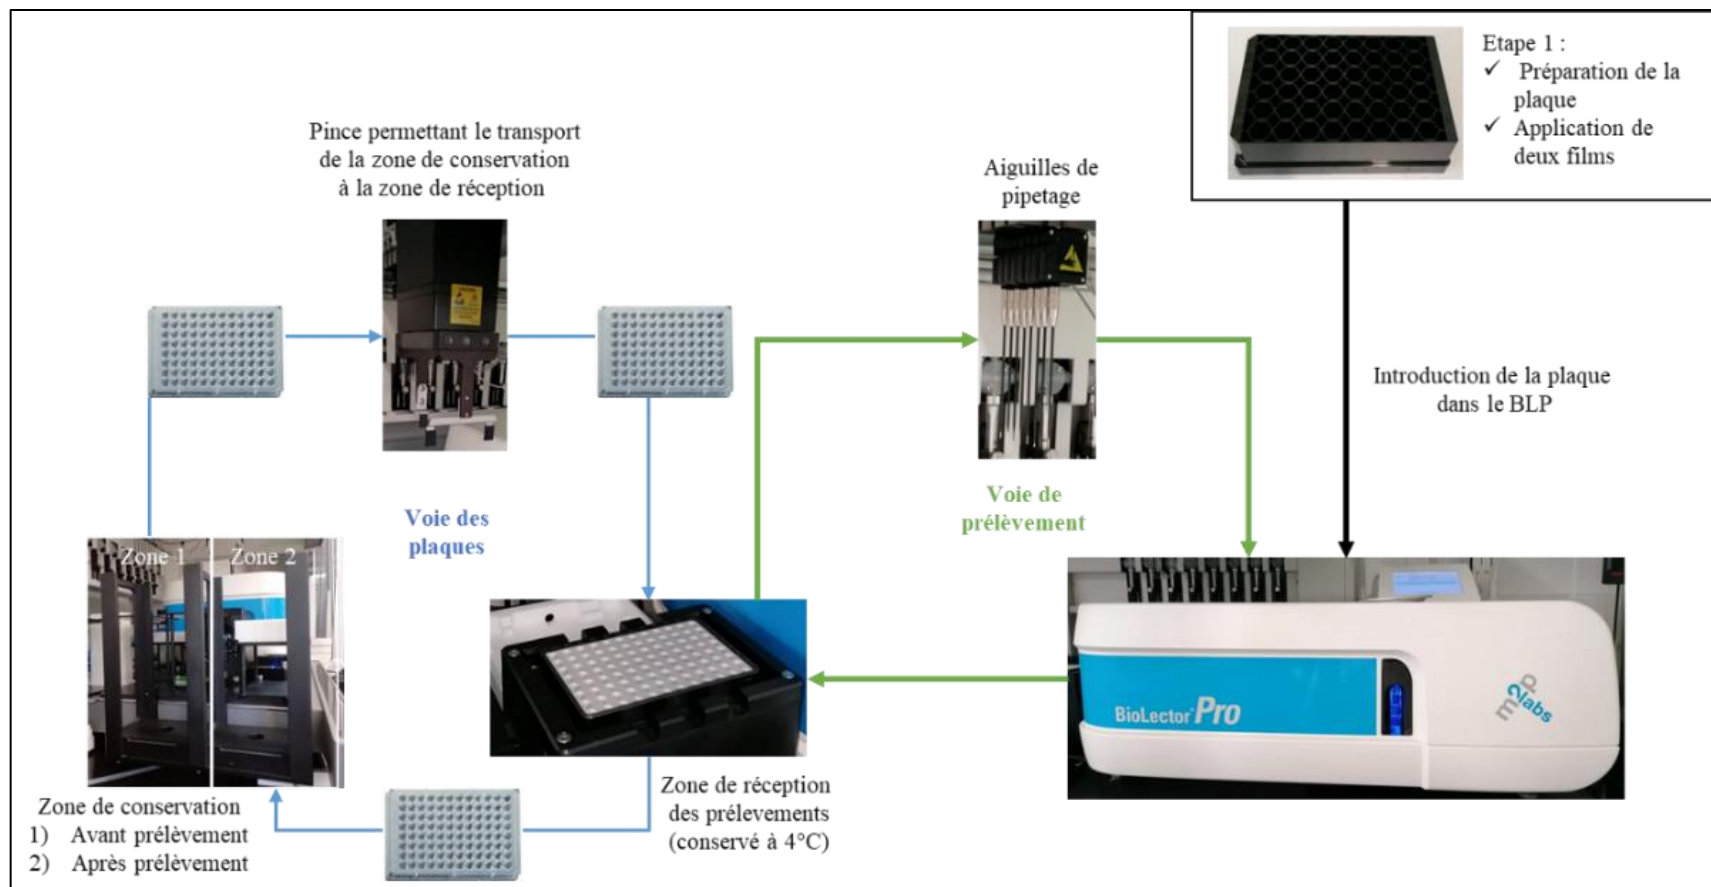 Etape 1 :
✓ Préparation de la
plaque
✓ Application de
deux films
Pince permettant le transport
de la zone de conservation
à la zone de réception
Aiguilles de
pipetage
Introduction de la plaque
dans le BLP
Voie des
plaques
Voie de
prélèvement
Zone 1
Zone 2
BioLector Pro
m2p
labs
Zone de conservation
1) Avant prélèvement
2) Après prélèvement
Zone de réception
des prélevements
(conservé à 4°C)